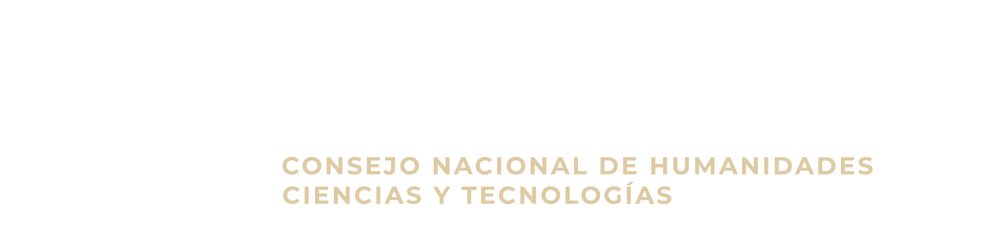 CONSEJO NACIONAL DE HUMANIDADES
CIENCIAS Y TECNOLOGÍAS